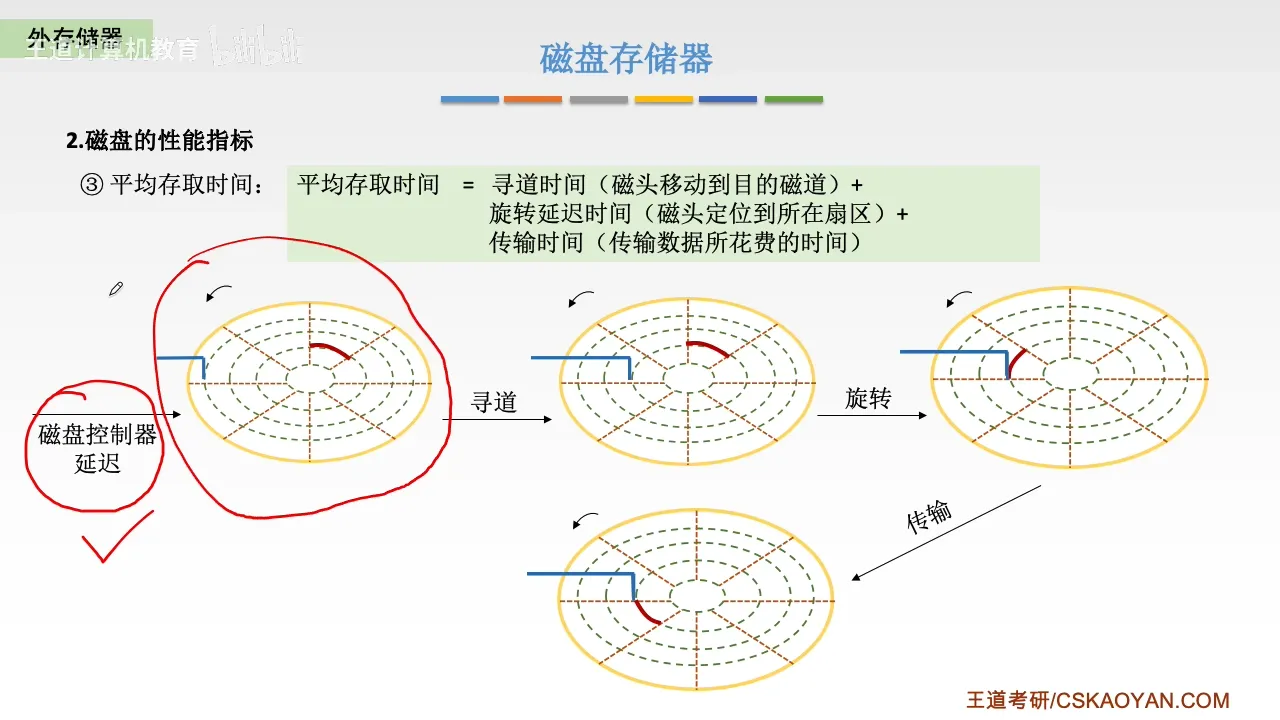 外存储器
王道计算机教育 bilibili
磁盘存储器
2.磁盘的性能指标
③ 平均存取时间： 平均存取时间 = 寻道时间（磁头移动到目的磁道）+
旋转延迟时间（磁头定位到所在扇区）+
传输时间（传输数据所花费的时间）
磁盘控制器
延迟
寻道
旋转
传输
王道考研/CSKAOYAN.COM